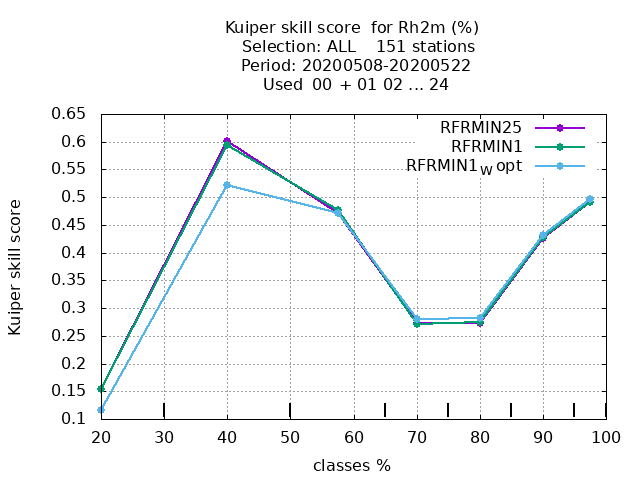 Kuiper skill score  for Rh2m (%)
Selection: ALL    151 stations
Period: 20200508-20200522
Used  00 + 01 02 ... 24
0.65
0.6
0.55
0.5
0.45
0.4
0.35
0.3
0.25
0.2
0.15
0.1
Kuiper skill score
RFRMIN25
RFRMIN1
RFRMIN1W opt
20 30 40 50 60 70 80 90 100
classes %